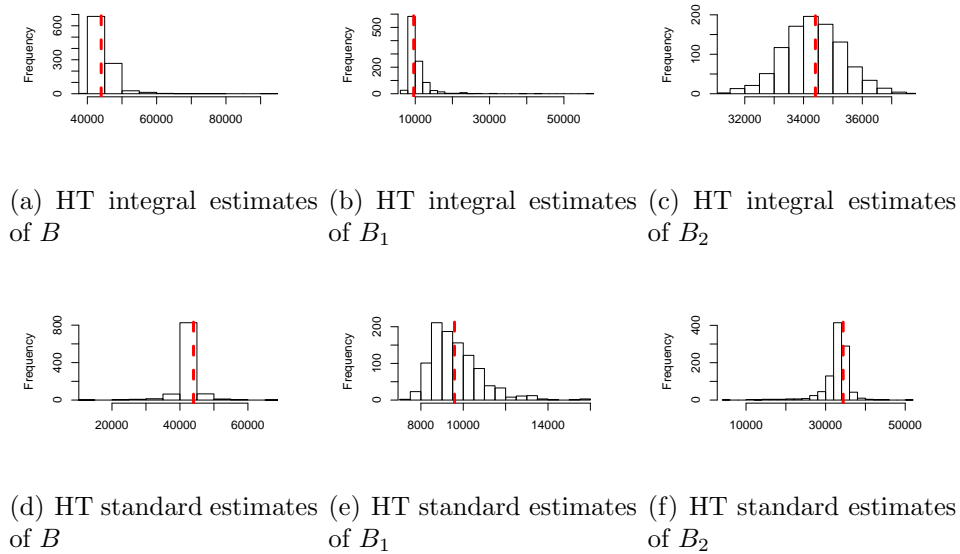 Frequency
0
200
500
600
40000 60000 80000
Frequency
0
200
500
10000 30000 50000
Frequency
0
100
200
32000 34000 36000
(a) HT integral estimates of B
(b) HT integral estimates of B₁
(c) HT integral estimates of B₂
Frequency
0
400
800
20000 40000 60000
Frequency
0
100
200
8000 10000 14000
Frequency
0
200
400
10000 30000 50000
(d) HT standard estimates of B
(e) HT standard estimates of B₁
(f) HT standard estimates of B₂